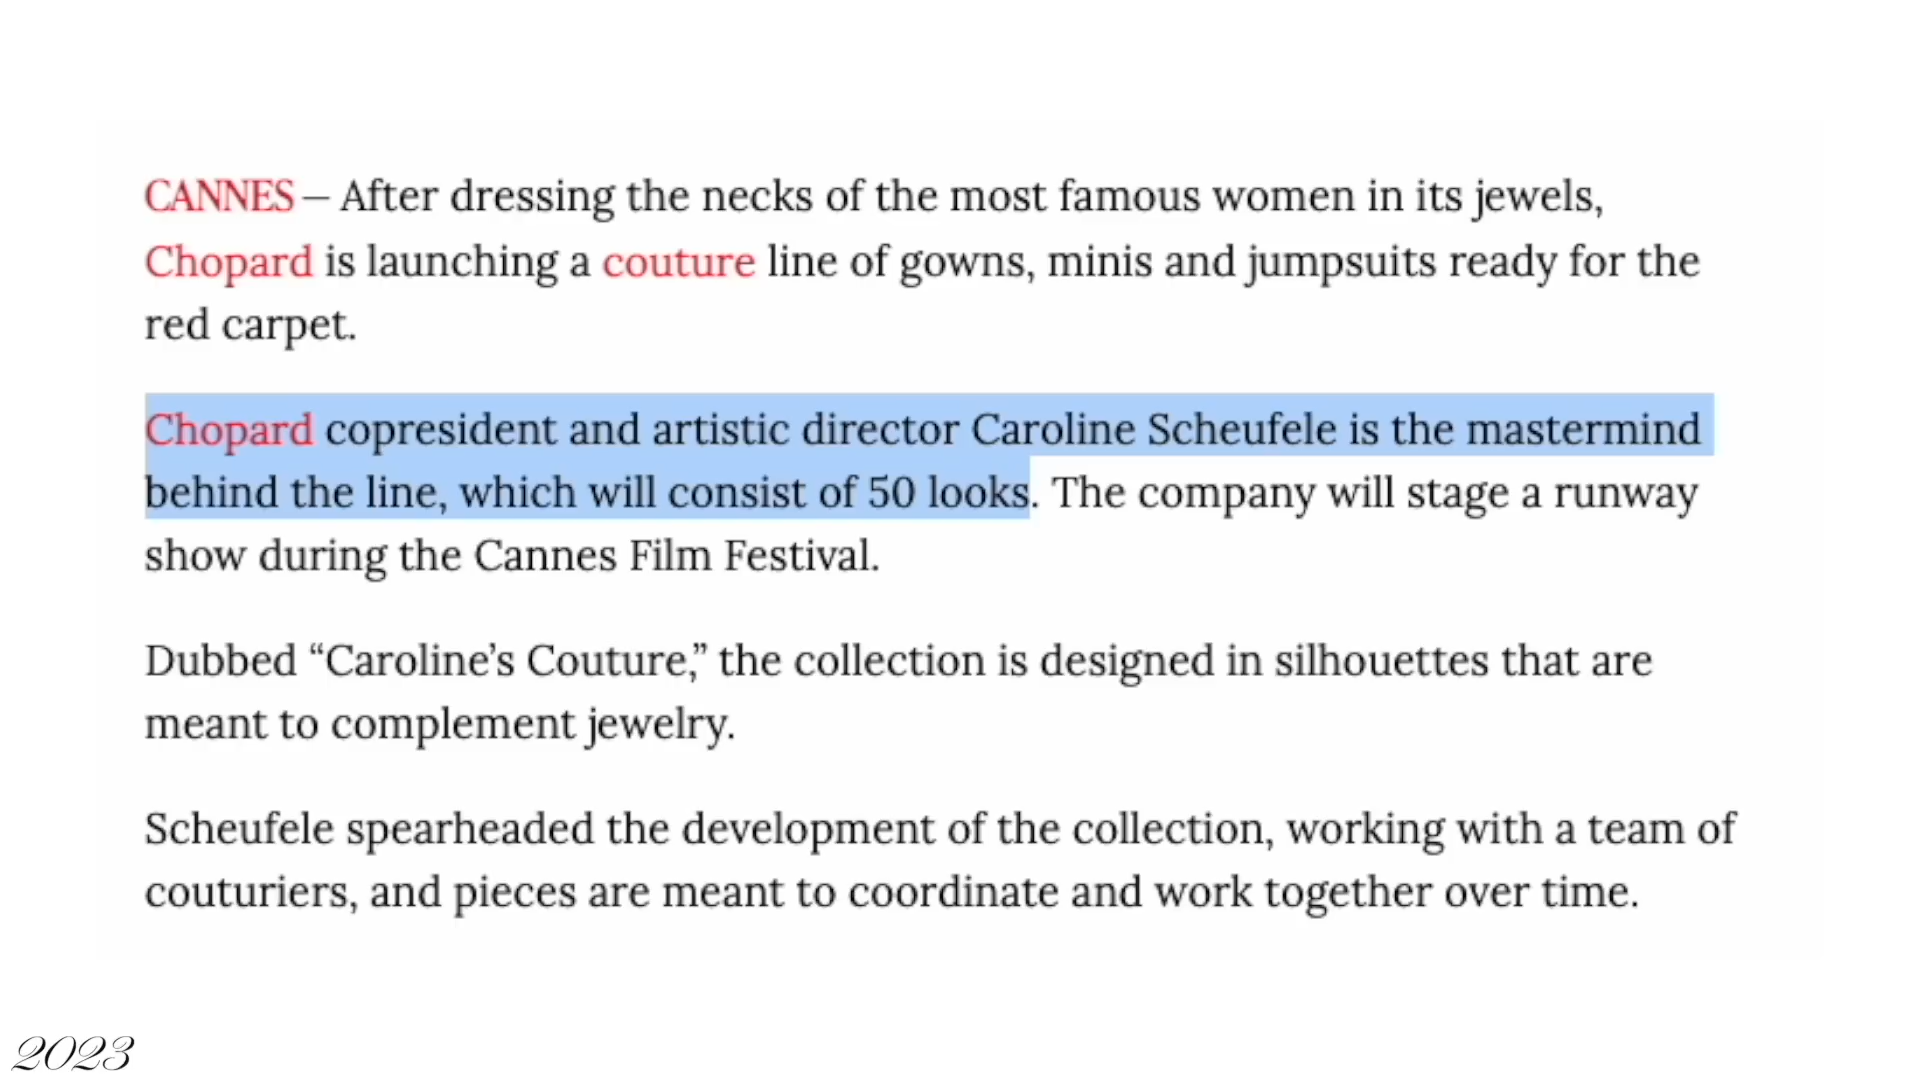 CANNES – After dressing the necks of the most famous women in its jewels,
Chopard is launching a couture line of gowns, minis and jumpsuits ready for the
red carpet.
Chopard copresident and artistic director Caroline Scheufele is the mastermind
behind the line, which will consist of 50 looks. The company will stage a runway
show during the Cannes Film Festival.
Dubbed “Caroline’s Couture,” the collection is designed in silhouettes that are
meant to complement jewelry.
Scheufele spearheaded the development of the collection, working with a team of
couturiers, and pieces are meant to coordinate and work together over time.
2023